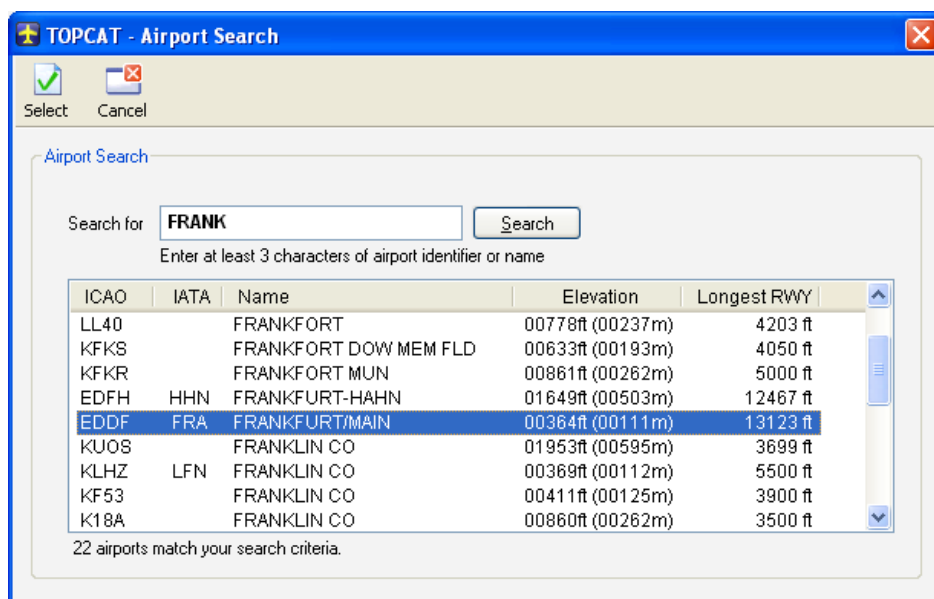 TOPCAT - Airport Search
Select Cancel
Airport Search
Search for FRANK Search
Enter at least 3 characters of airport identifier or name
ICAO IATA Name Elevation Longest RWY
LL40 FRANKFORT 00778ft (00237m) 4203 ft
KFKS FRANKFORT DOW MEM FLD 00633ft (00193m) 4050 ft
KFKR FRANKFORT MUN 00861ft (00262m) 5000 ft
EDFH HHN FRANKFURT-HAHN 01649ft (00503m) 12467 ft
EDDF FRA FRANKFURT/MAIN 00364ft (00111m) 13123 ft
KUOS FRANKLIN CO 01953ft (00595m) 3699 ft
KLHZ LFN FRANKLIN CO 00369ft (00112m) 5500 ft
KF53 FRANKLIN CO 00411ft (00125m) 3900 ft
K18A FRANKLIN CO 00860ft (00262m) 3500 ft
22 airports match your search criteria.